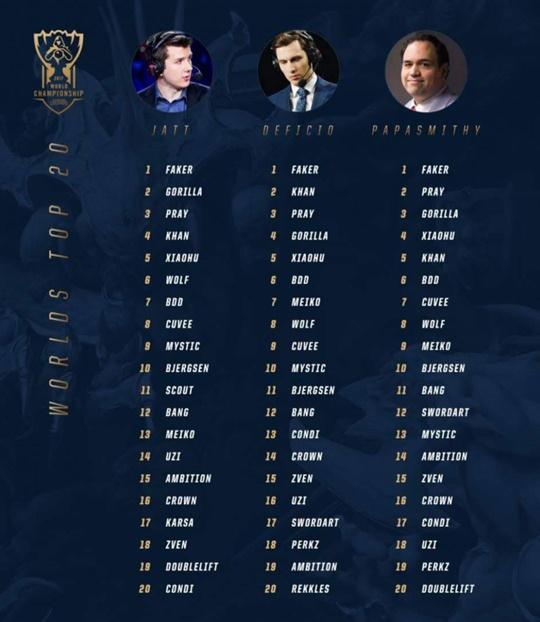 2017
WORLD
CHAMPIONSHIP
WORLDS TOP 20
JATT
1 FAKER
2 GORILLA
3 PRAY
4 KHAN
5 XIAOHU
6 WOLF
7 BDD
8 CUVEE
9 MYSTIC
10 BJERGSEN
11 SCOUT
12 BANG
13 MEIKO
14 UZI
15 AMBITION
16 CROWN
17 KARSA
18 ZVEN
19 DOUBLELIFT
20 CONDI
DEFICIO
1 FAKER
2 KHAN
3 PRAY
4 GORILLA
5 XIAOHU
6 BDD
7 MEIKO
8 WOLF
9 CUVEE
10 MYSTIC
11 BJERGSEN
12 BANG
13 CONDI
14 CROWN
15 ZVEN
16 UZI
17 SWORDART
18 PERKZ
19 AMBITION
20 REKKLES
PAPASMITHY
1 FAKER
2 PRAY
3 GORILLA
4 XIAOHU
5 KHAN
6 BDD
7 CUVEE
8 WOLF
9 MEIKO
10 BJERGSEN
11 BANG
12 SWORDART
13 MYSTIC
14 AMBITION
15 ZVEN
16 CROWN
17 CONDI
18 UZI
19 PERKZ
20 DOUBLELIFT